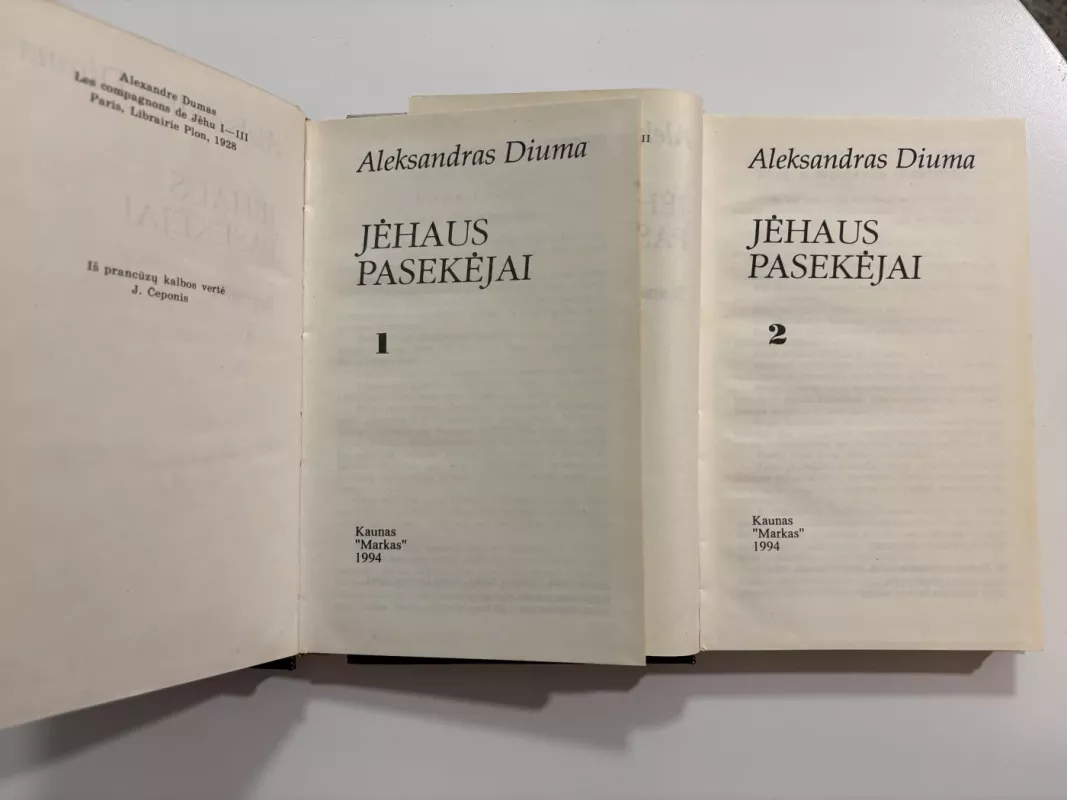 Alexandre Dumas
Les compagnons de Jéhu I—III
Paris, Librairie Plon, 1928
Iš prancūzų kalbos vertė
J. Čeponis
Aleksandras Diuma
JĖHAUS
PASEKĖJAI
1
Kaunas
"Markas"
1994
II
Aleksandras Diuma
JĖHAUS
PASEKĖJAI
2
Kaunas
"Markas"
1994